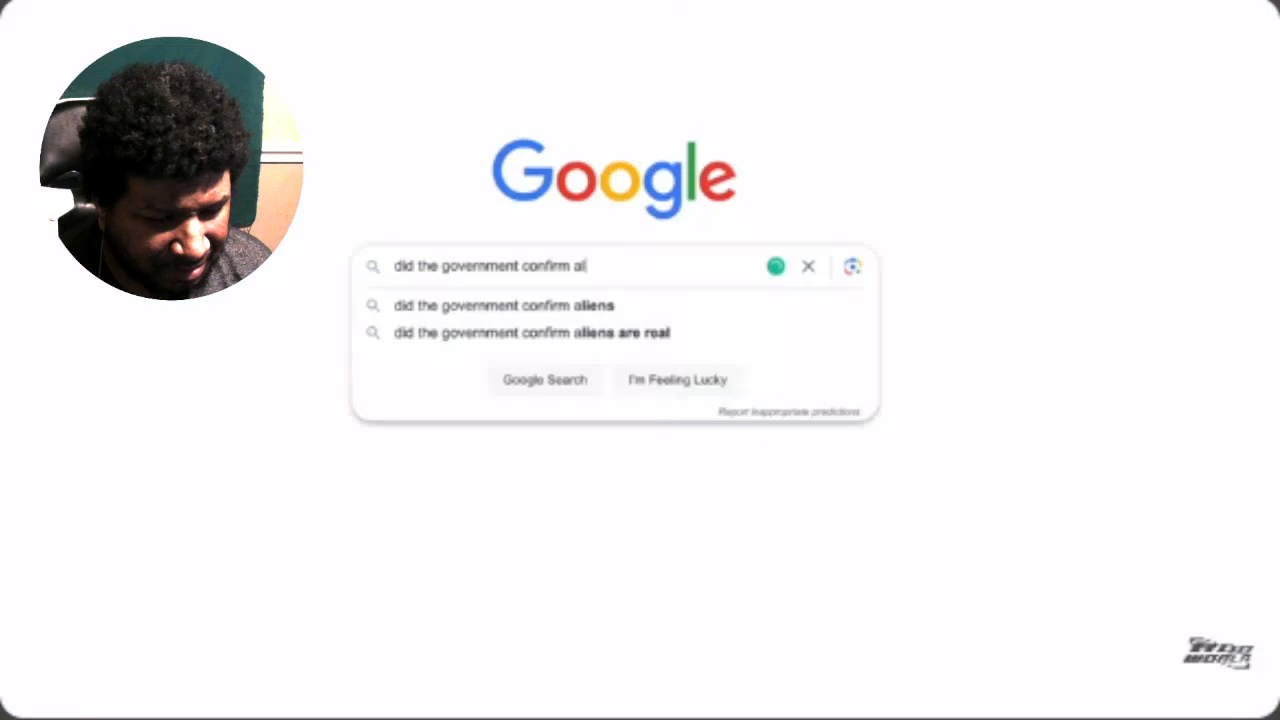 Google
did the government confirm al
did the government confirm aliens
did the government confirm aliens are real
Google Search
I'm Feeling Lucky
Report inappropriate predictions